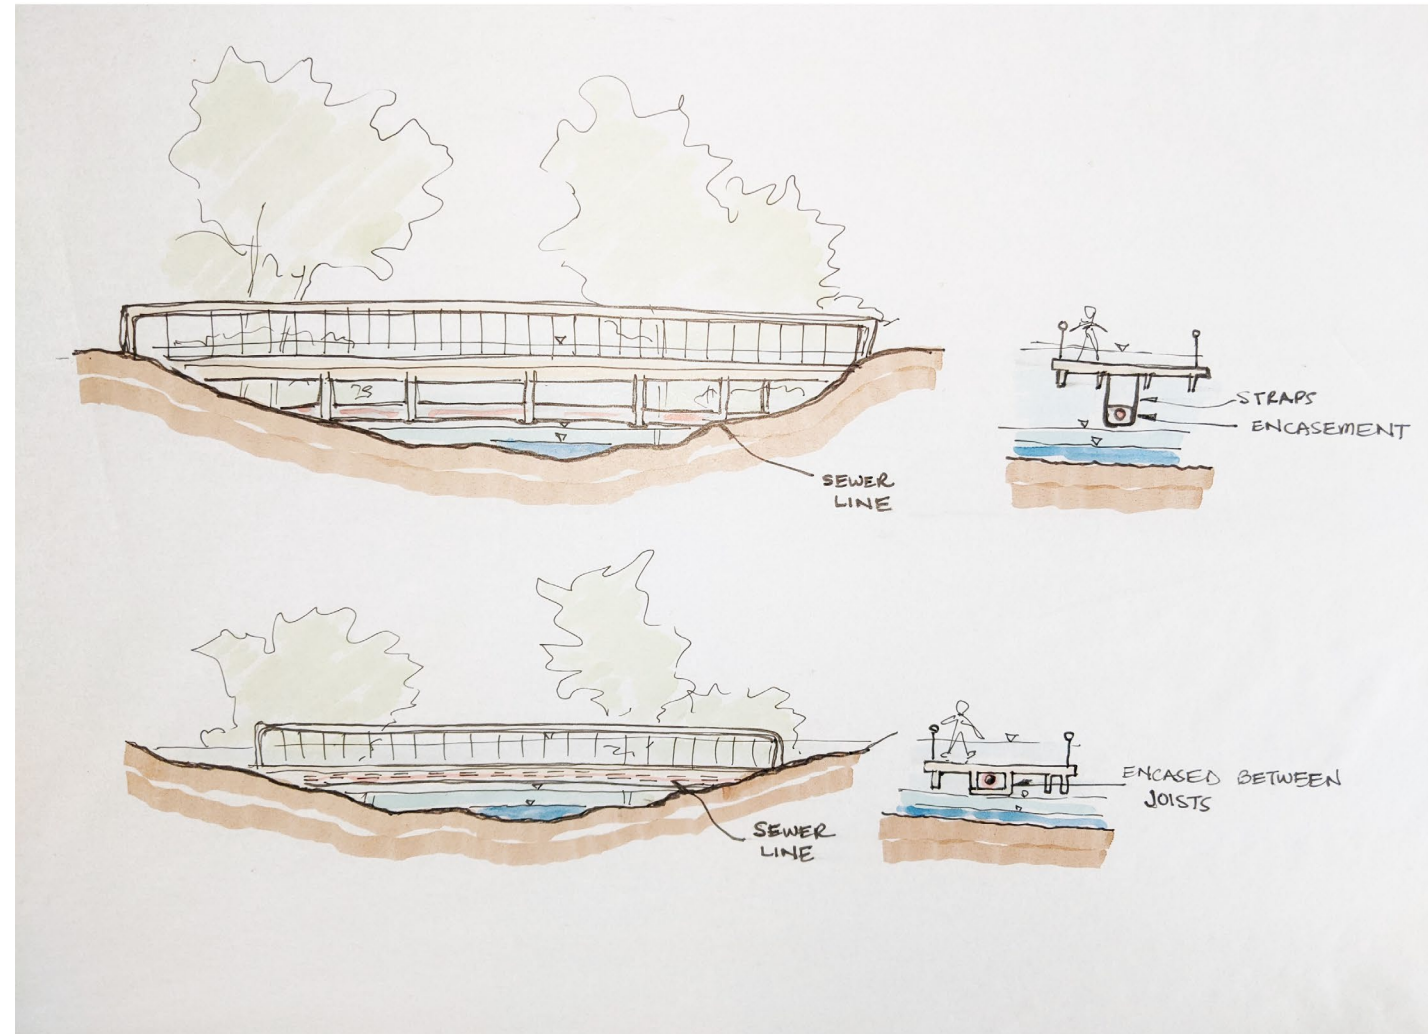 STRAPS
ENCASEMENT
SEWER
LINE
ENCASED BETWEEN
JOISTS
SEWER
LINE